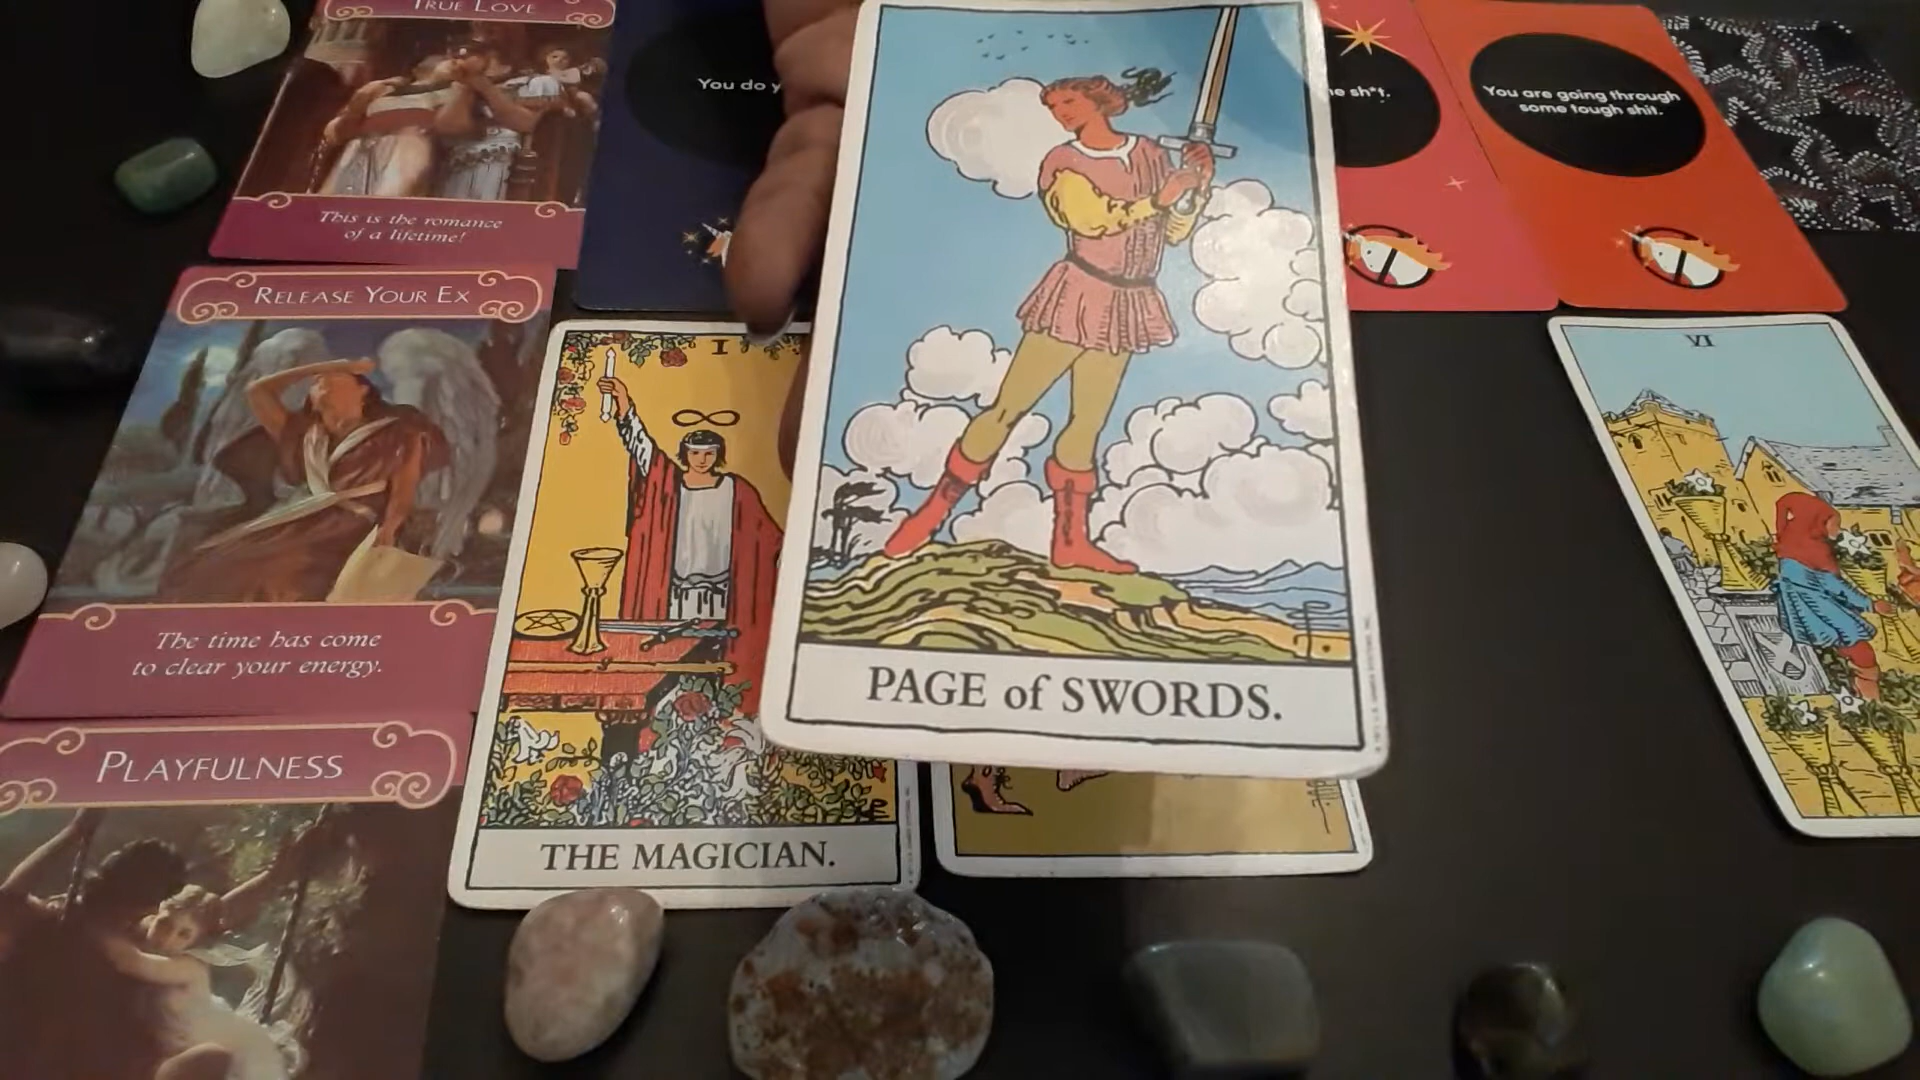 TRUE LOVE
This is the romance
of a lifetime!
You do y
e sh*t.
You are going through
some tough shit.
RELEASE YOUR EX
The time has come
to clear your energy.
PLAYFULNESS
I
THE MAGICIAN.
PAGE of SWORDS.
VI